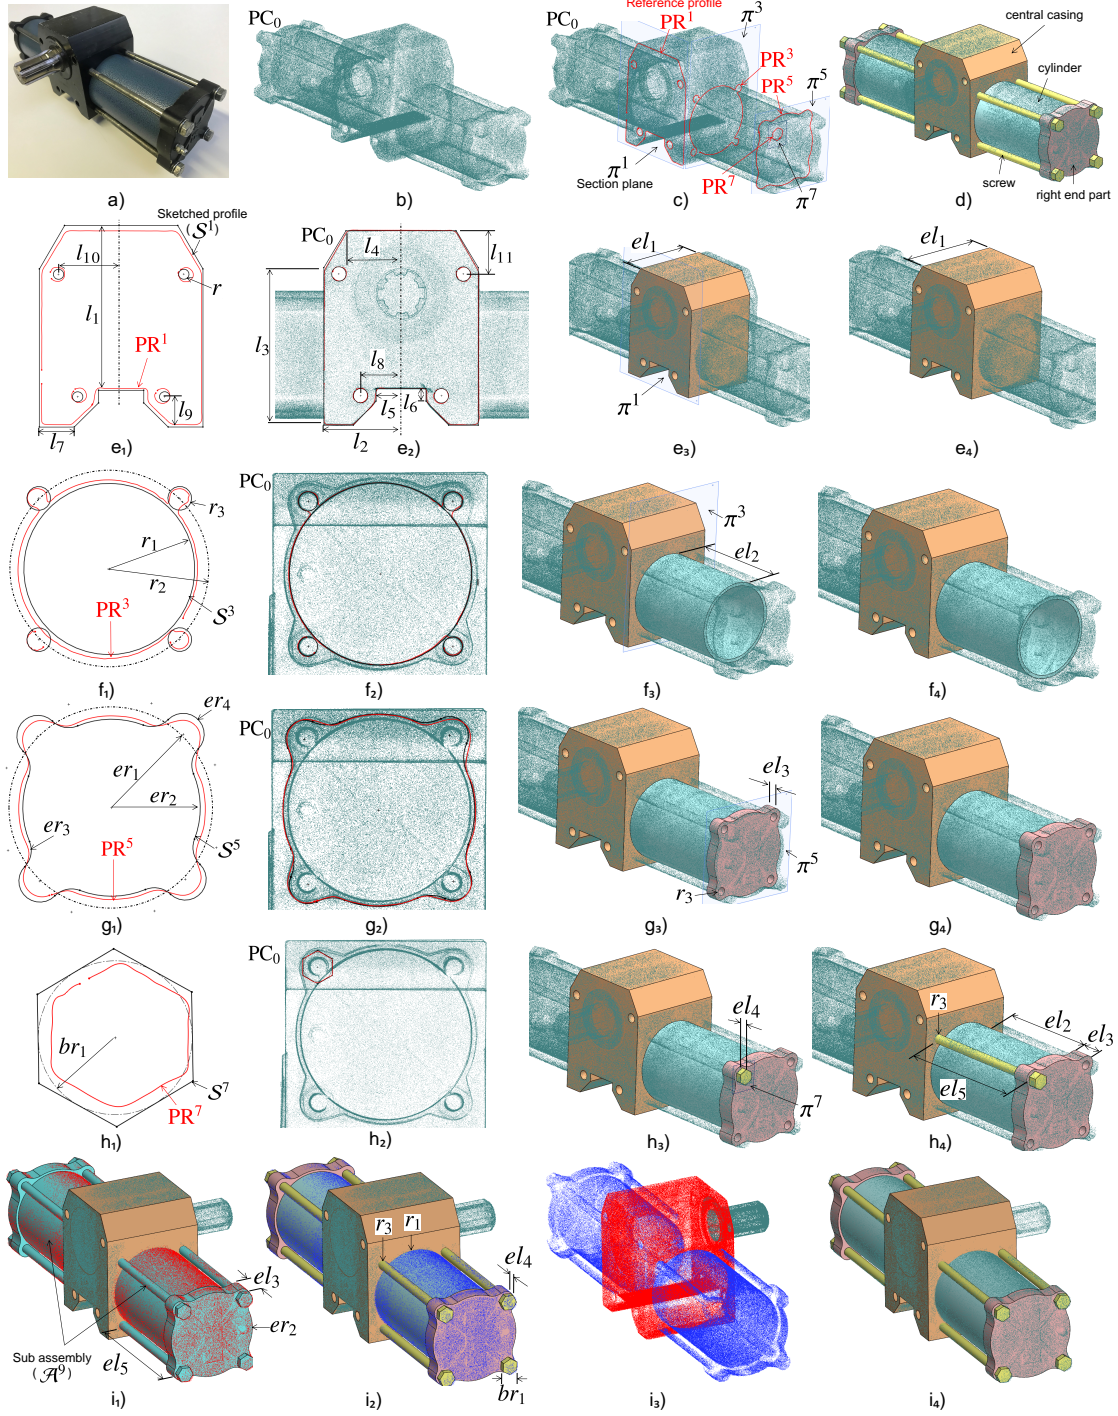 PC0
a)
b)
PC0
Reference profile
PR1
π3
PR3
PR5
π5
π1
Section plane
PR7
π7
c)
central casing
cylinder
screw
right end part
d)
Sketched profile
(S1)
l10
r
l1
PR1
l9
l7
e1)
PC0
l4
l11
l3
l8
l5
l6
l2
e2)
el1
π1
e3)
el1
e4)
r3
r1
r2
S3
PR3
f1)
PC0
f2)
π3
el2
f3)
f4)
er4
er1
er2
er3
S5
PR5
g1)
PC0
g2)
el3
π5
r3
g3)
g4)
br1
S7
PR7
h1)
PC0
h2)
el4
π7
h3)
r3
el2
el3
el5
h4)
el3
er2
Sub assembly
(A9)
el5
i1)
r3
r1
el4
br1
i2)
i3)
i4)